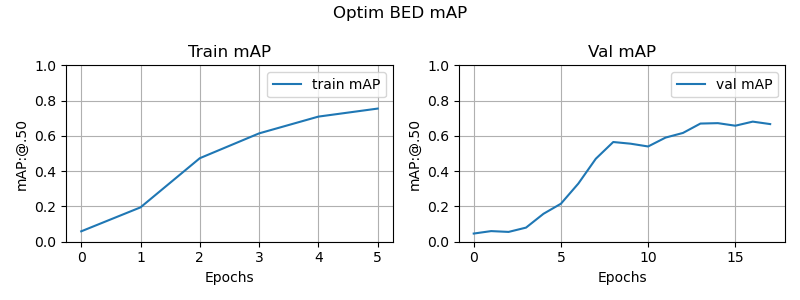 Optim BED mAP
Train mAP
train mAP
1.0
0.8
0.6
0.4
0.2
0.0
mAP:@.50
0 1 2 3 4 5
Epochs
Val mAP
val mAP
1.0
0.8
0.6
0.4
0.2
0.0
mAP:@.50
0 5 10 15
Epochs